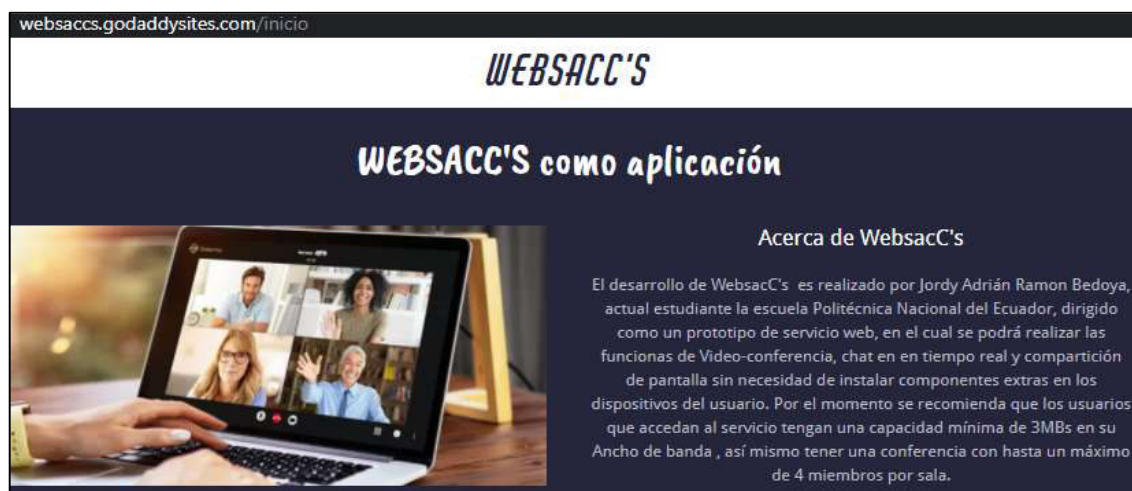 websaccs.godaddysites.com/inicio
WEBSACC'S
WEBSACC'S como aplicación
Acerca de WebsacC's
El desarrollo de WebsacC's es realizado por Jordy Adrián Ramon Bedoya,
actual estudiante la escuela Politécnica Nacional del Ecuador, dirigido
como un prototipo de servicio web, en el cual se podrá realizar las
funcionas de Video-conferencia, chat en en tiempo real y compartición
de pantalla sin necesidad de instalar componentes extras en los
dispositivos del usuario. Por el momento se recomienda que los usuarios
que accedan al servicio tengan una capacidad mínima de 3MBs en su
Ancho de banda , así mismo tener una conferencia con hasta un máximo
de 4 miembros por sala.